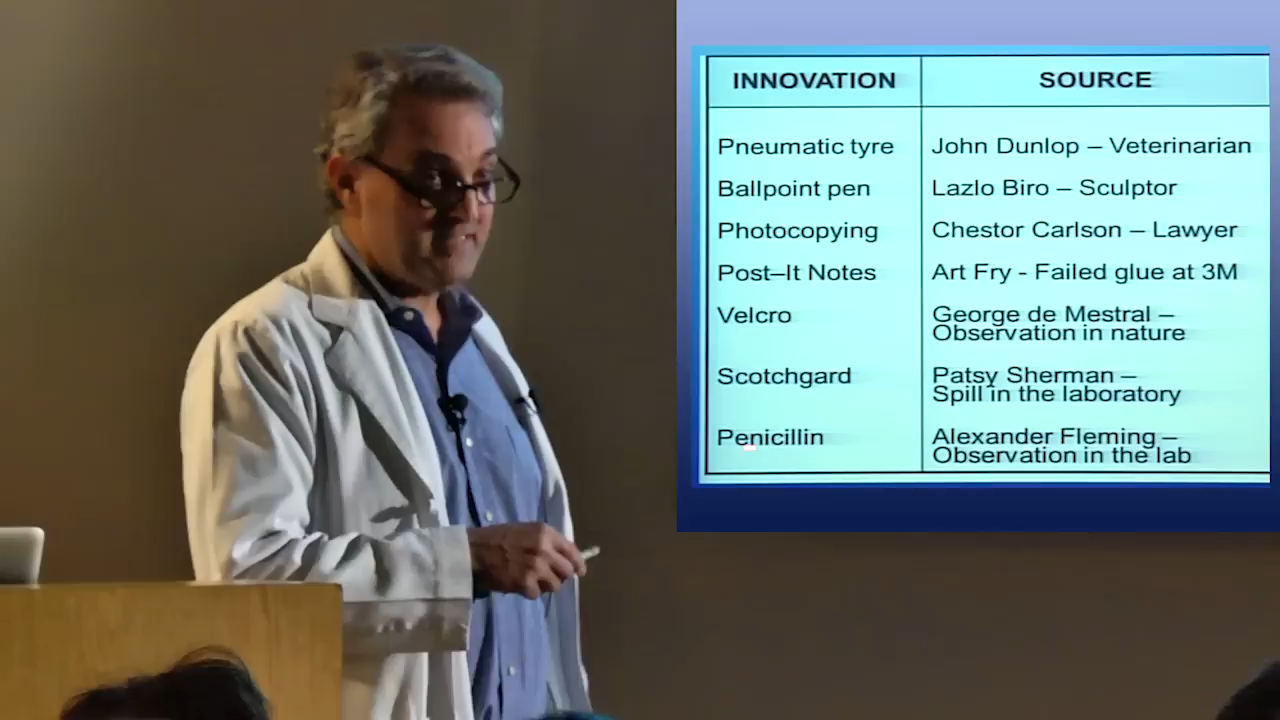 INNOVATION SOURCE
Pneumatic tyre John Dunlop – Veterinarian
Ballpoint pen Lazlo Biro – Sculptor
Photocopying Chestor Carlson – Lawyer
Post–It Notes Art Fry - Failed glue at 3M
Velcro George de Mestral –
Observation in nature
Scotchgard Patsy Sherman –
Spill in the laboratory
Penicillin Alexander Fleming –
Observation in the lab